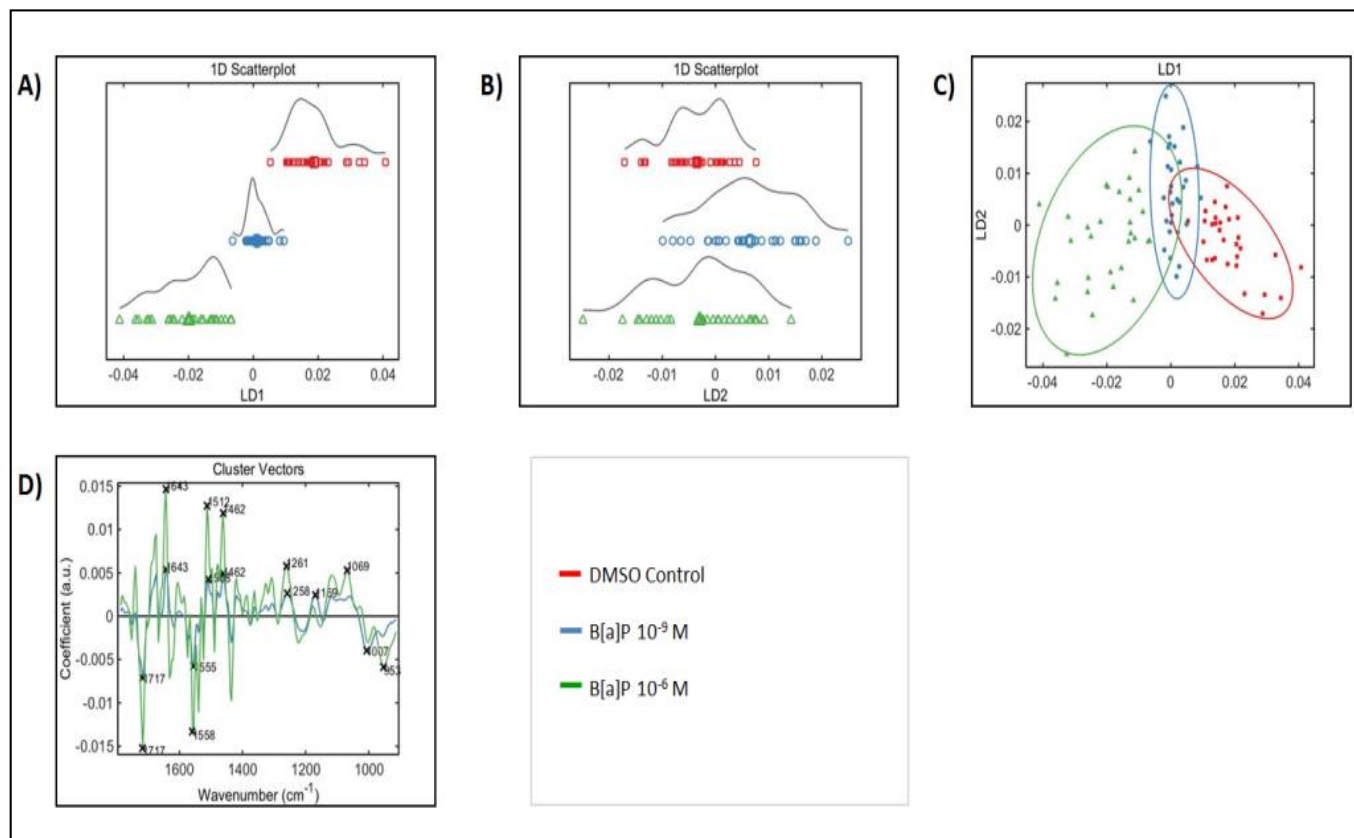 A)
1D Scatterplot
-0.04 -0.02 0 0.02 0.04
LD1
B)
1D Scatterplot
-0.02 -0.01 0 0.01 0.02
LD2
C)
LD1
0.02
0.01
0
-0.01
-0.02
LD2
-0.04 -0.02 0 0.02 0.04
D)
Cluster Vectors
0.015
0.01
0.005
0
-0.005
-0.01
-0.015
Coefficient (a.u.)
1643
1512
1462
1643
1462
1261
1258
1069
1717
1555
1007
953
1558
1717
1600 1400 1200 1000
Wavenumber (cm⁻¹)
DMSO Control
B[a]P 10⁻⁹ M
B[a]P 10⁻⁶ M